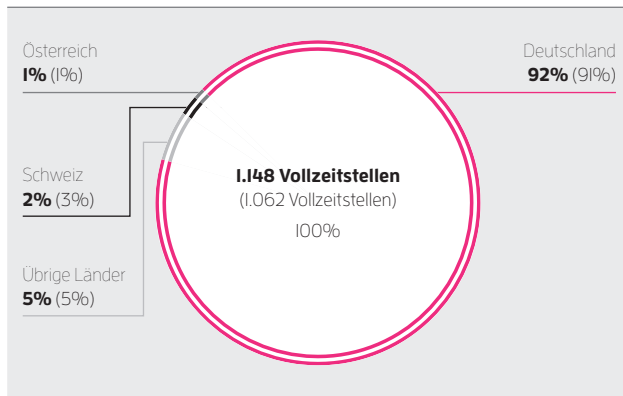 Österreich
1% (1%)
Deutschland
92% (91%)
Schweiz
2% (3%)
Übrige Länder
5% (5%)
1.148 Vollzeitstellen
(1.062 Vollzeitstellen)
100%